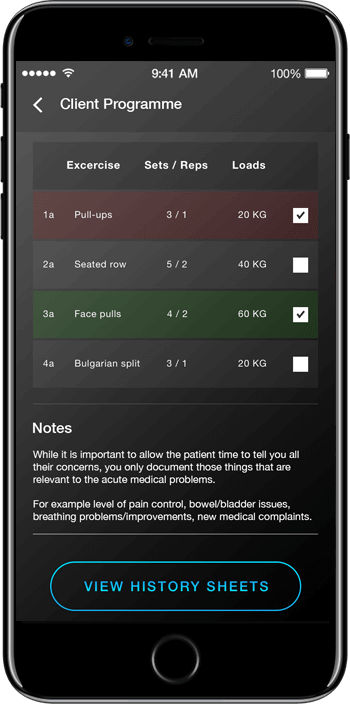 9:41 AM 100%
Client Programme
Excercise Sets / Reps Loads
1a Pull-ups 3 / 1 20 KG
2a Seated row 5 / 2 40 KG
3a Face pulls 4 / 2 60 KG
4a Bulgarian split 3 / 1 20 KG
Notes
While it is important to allow the patient time to tell you all
their concerns, you only document those things that are
relevant to the acute medical problems.
For example level of pain control, bowel/bladder issues,
breathing problems/improvements, new medical complaints.
VIEW HISTORY SHEETS